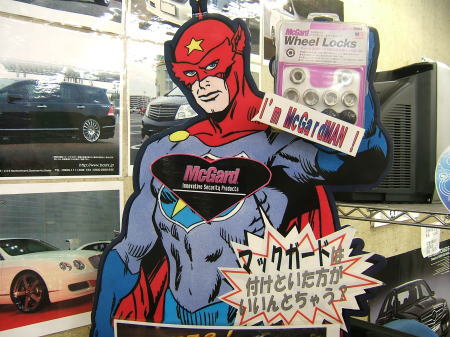 McGard
Wheel Locks
I'm McGardMAN !
McGard
Innovative Security Products
マックガードは
付けといた方が
いいんとちゃう?